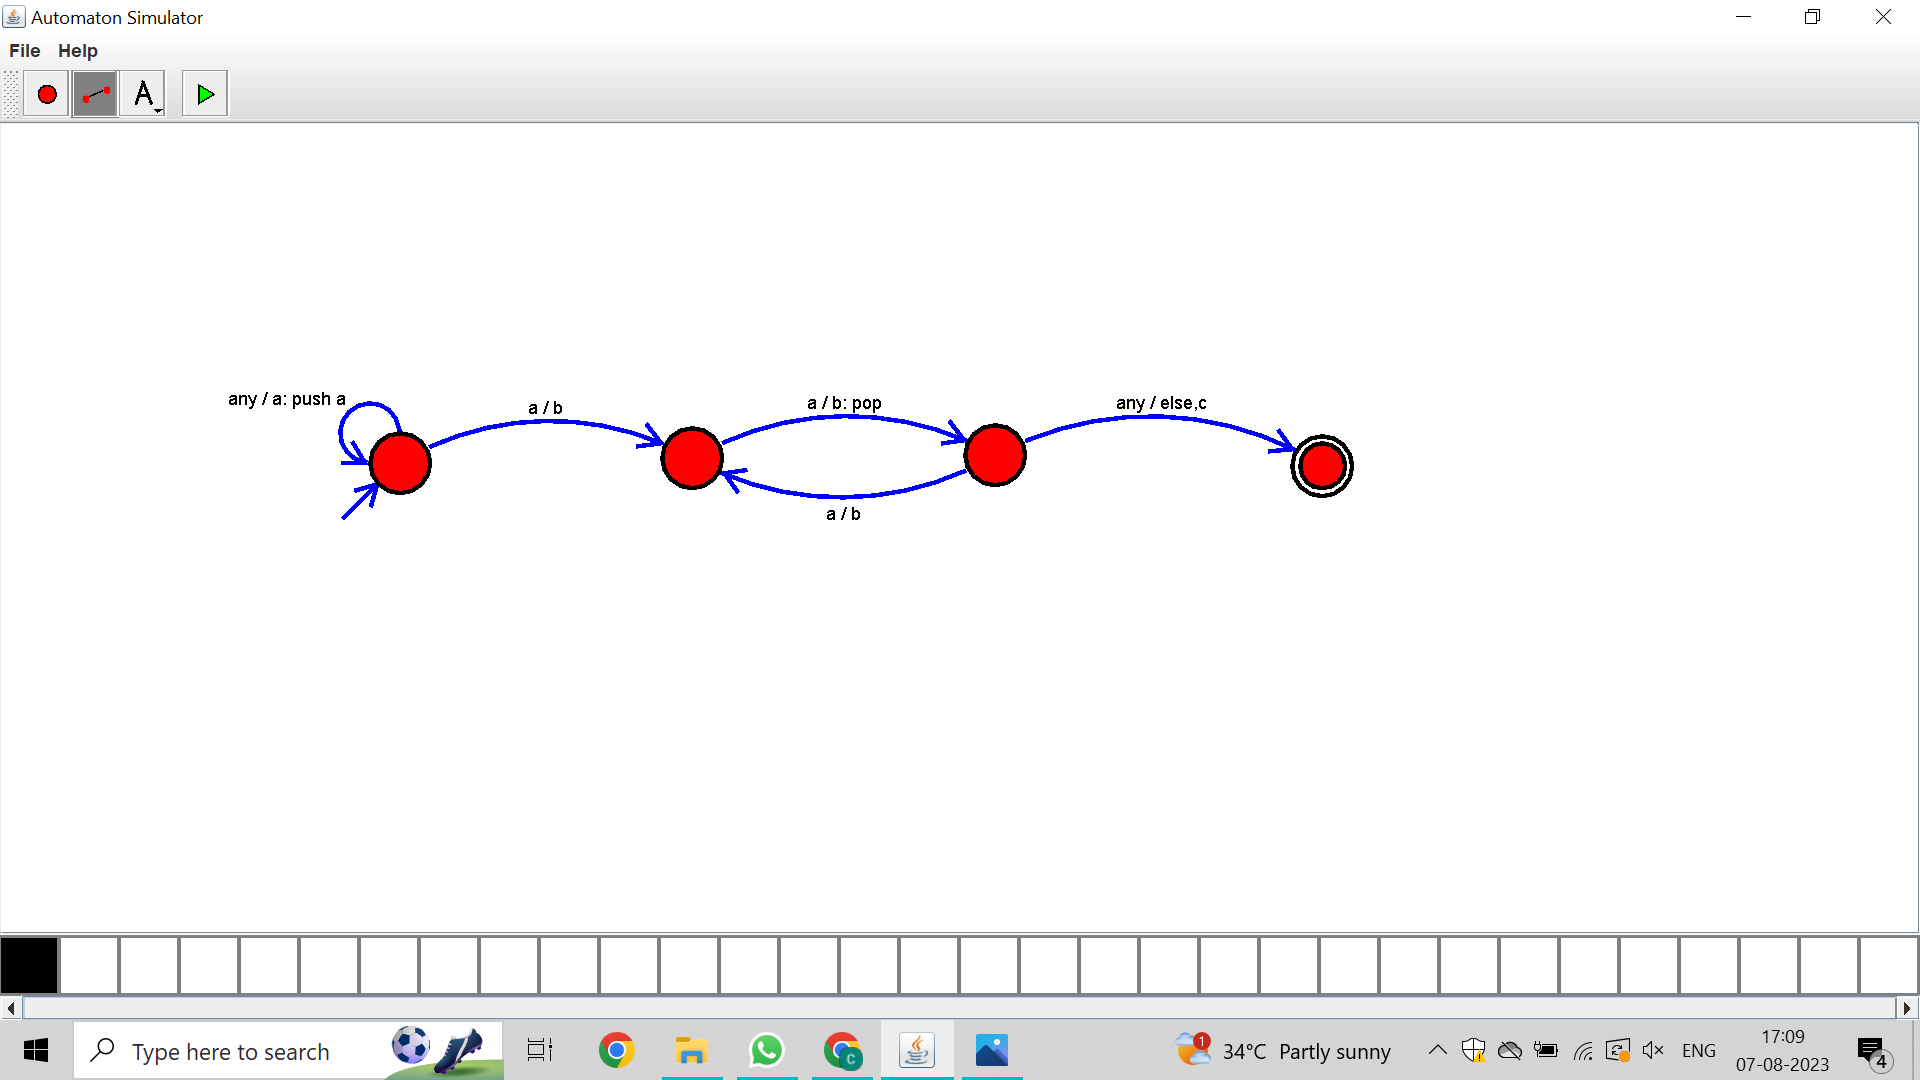 Automaton Simulator
File Help
A
any / a: push a
a / b
a / b: pop
any / else,c
a / b
Type here to search
C
1
34°C Partly sunny
ENG
17:09
07-08-2023
4